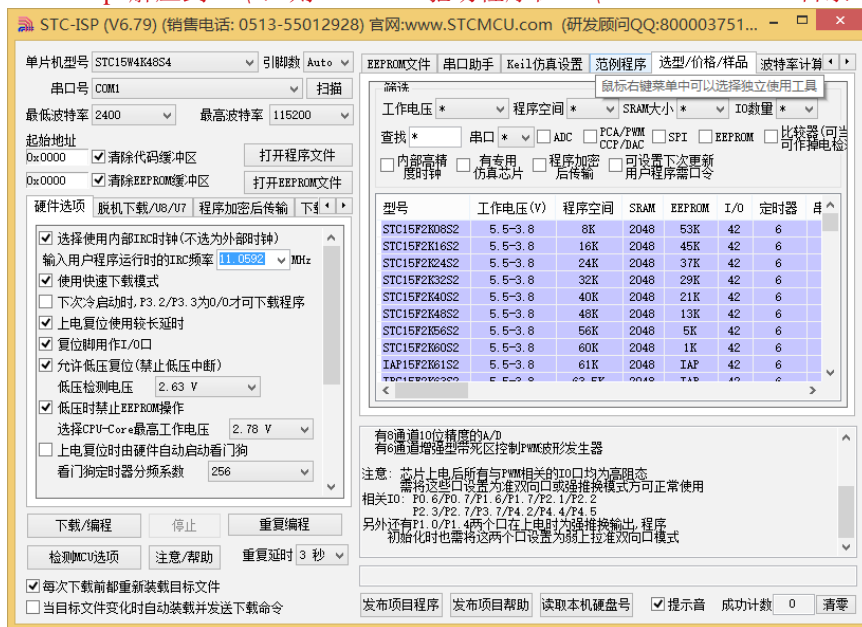 STC-ISP (V6.79) (销售电话: 0513-55012928) 官网:www.STCMCU.com (研发顾问QQ:800003751...
单片机型号 STC15W4K48S4 引脚数 Auto
串口号 COM1 扫描
最低波特率 2400 最高波特率 115200
起始地址
0x0000 清除代码缓冲区 打开程序文件
0x0000 清除EEPROM缓冲区 打开EEPROM文件
硬件选项 脱机下载/U8/U7 程序加密后传输
选择使用内部IRC时钟(不选为外部时钟)
输入用户程序运行时的IRC频率 11.0592 MHz
使用快速下载模式
下次冷启动时,P3.2/P3.3为0/0才可下载程序
上电复位使用较长延时
复位脚用作I/O口
允许低压复位(禁止低压中断)
低压检测电压 2.63 V
低压时禁止EEPROM操作
选择CPU-Core最高工作电压 2.78 V
上电复位时由硬件自动启动看门狗
看门狗定时器分频系数 256
下载/编程 停止 重复编程
检测MCU选项 注意/帮助 重复延时 3 秒
每次下载前都重新装载目标文件
当目标文件变化时自动装载并发送下载命令
EEPROM文件 串口助手 Keil仿真设置 范例程序 选型/价格/样品 波特率计算
鼠标右键菜单中可以选择独立使用工具
筛选
工作电压 * 程序空间 * SRAM大小 * IO数量 *
查找 * 串口 * ADC PCA/PWM CCP/DAC SPI EEPROM 比较器(可当可作掉电检
内部高精度时钟 有专用仿真芯片 程序加密后传输 可设置下次更新用户程序需口令
型号 工作电压(V) 程序空间 SRAM EEPROM I/O 定时器
STC15F2K08S2 5.5-3.8 8K 2048 53K 42 6
STC15F2K16S2 5.5-3.8 16K 2048 45K 42 6
STC15F2K24S2 5.5-3.8 24K 2048 37K 42 6
STC15F2K32S2 5.5-3.8 32K 2048 29K 42 6
STC15F2K40S2 5.5-3.8 40K 2048 21K 42 6
STC15F2K48S2 5.5-3.8 48K 2048 13K 42 6
STC15F2K56S2 5.5-3.8 56K 2048 5K 42 6
STC15F2K60S2 5.5-3.8 60K 2048 1K 42 6
IAP15F2K61S2 5.5-3.8 61K 2048 IAP 42 6
有8通道10位精度的A/D
有6通道增强型带死区控制PWM波形发生器
注意: 芯片上电后所有与PWM相关的IO口均为高阻态
需将这些口设置为准双向口或强推挽模式方可正常使用
相关IO: P0.6/P0.7/P1.6/P1.7/P2.1/P2.2
P2.3/P2.7/P3.7/P4.2/P4.4/P4.5
另外还有P1.0/P1.4两个口在上电时为强推挽输出,程序
初始化时也需将这两个口设置为弱上拉准双向口模式
发布项目程序 发布项目帮助 读取本机硬盘号 提示音 成功计数 0 清零